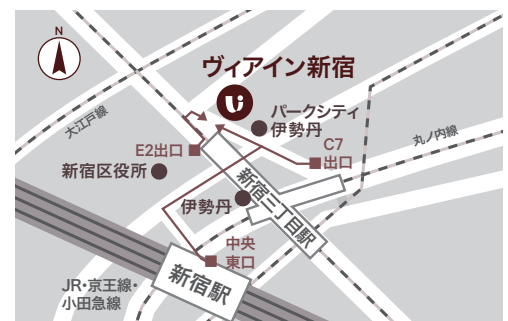 N
ヴィアイン新宿
Vi
パークシティ
伊勢丹
大江戸線
丸ノ内線
E2出口
C7
出口
新宿区役所
新宿三丁目駅
伊勢丹
中央
東口
新宿駅
JR・京王線・
小田急線